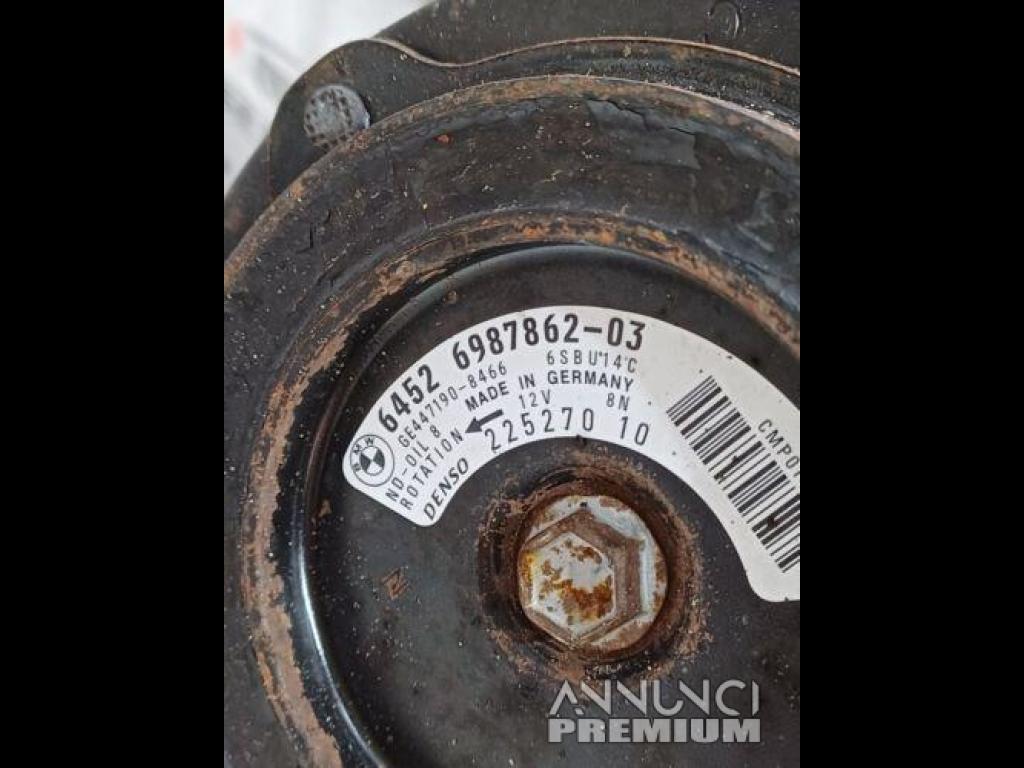 BMW
6452 6987862-03
GE447190-8466 6SBU14C
ND-OIL 8 MADE IN GERMANY
ROTATION 12V 8N
DENSO 225270 10
ANNUNCI
PREMIUM